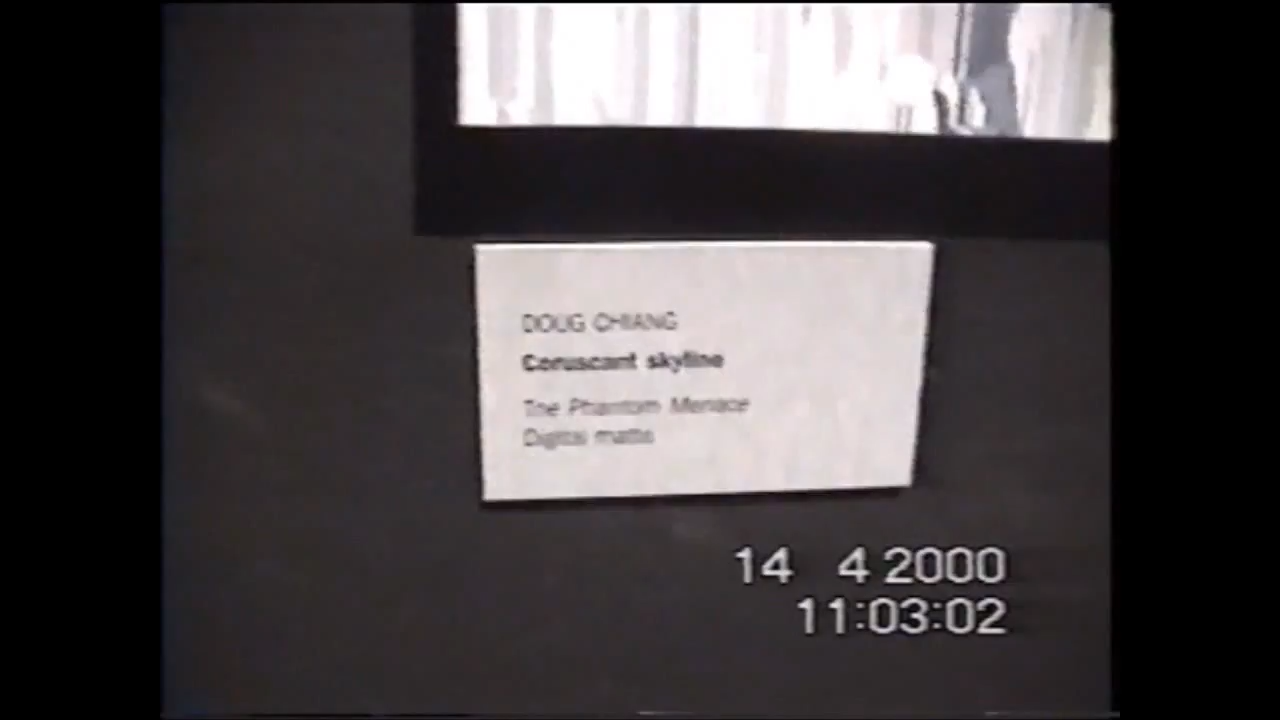 DOUG CHIANG
Coruscant skyline
The Phantom Menace
Digital matte
14 4 2000
11:03:02